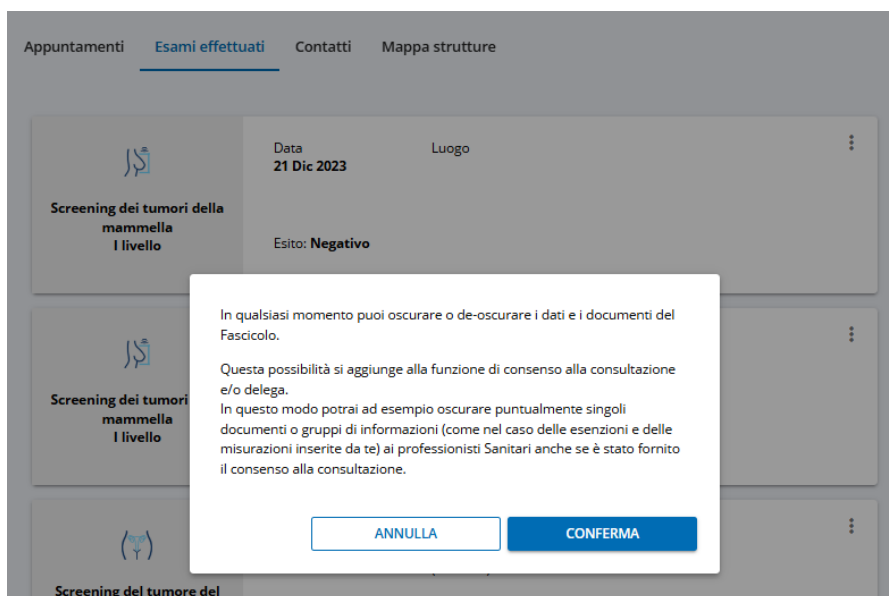 Appuntamenti Esami effettuati Contatti Mappa strutture
Data Luogo
21 Dic 2023
Screening dei tumori della
mammella
I livello
Esito: Negativo
In qualsiasi momento puoi oscurare o de-oscurare i dati e i documenti del
Fascicolo.
Questa possibilità si aggiunge alla funzione di consenso alla consultazione
e/o delega.
In questo modo potrai ad esempio oscurare puntualmente singoli
documenti o gruppi di informazioni (come nel caso delle esenzioni e delle
misurazioni inserite da te) ai professionisti Sanitari anche se è stato fornito
il consenso alla consultazione.
ANNULLA CONFERMA
Screening dei tumori
mammella
I livello
Screening del tumore del